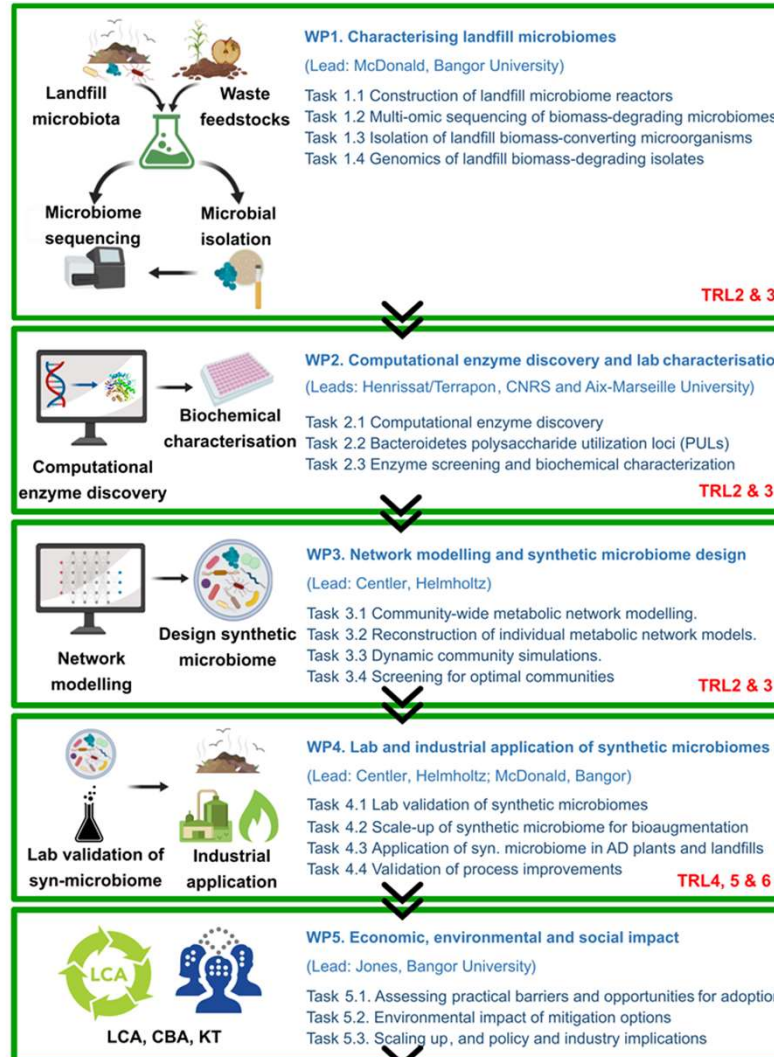 WP1. Characterising landfill microbiomes
(Lead: McDonald, Bangor University)
Landfill
microbiota
Waste
feedstocks
Task 1.1 Construction of landfill microbiome reactors
Task 1.2 Multi-omic sequencing of biomass-degrading microbiomes
Task 1.3 Isolation of landfill biomass-converting microorganisms
Task 1.4 Genomics of landfill biomass-degrading isolates
Microbiome
sequencing
Microbial
isolation
TRL2 & 3
WP2. Computational enzyme discovery and lab characterisatio
(Leads: Henrissat/Terrapon, CNRS and Aix-Marseille University)
Biochemical
characterisation
Computational
enzyme discovery
Task 2.1 Computational enzyme discovery
Task 2.2 Bacteroidetes polysaccharide utilization loci (PULs)
Task 2.3 Enzyme screening and biochemical characterization
TRL2 & 3
WP3. Network modelling and synthetic microbiome design
(Lead: Centler, Helmholtz)
Design synthetic
microbiome
Network
modelling
Task 3.1 Community-wide metabolic network modelling.
Task 3.2 Reconstruction of individual metabolic network models.
Task 3.3 Dynamic community simulations.
Task 3.4 Screening for optimal communities
TRL2 & 3
WP4. Lab and industrial application of synthetic microbiomes
(Lead: Centler, Helmholtz; McDonald, Bangor)
Lab validation of
syn-microbiome
Industrial
application
Task 4.1 Lab validation of synthetic microbiomes
Task 4.2 Scale-up of synthetic microbiome for bioaugmentation
Task 4.3 Application of syn. microbiome in AD plants and landfills
Task 4.4 Validation of process improvements
TRL4, 5 & 6
WP5. Economic, environmental and social impact
(Lead: Jones, Bangor University)
LCA
LCA, CBA, KT
Task 5.1. Assessing practical barriers and opportunities for adoption
Task 5.2. Environmental impact of mitigation options
Task 5.3. Scaling up, and policy and industry implications